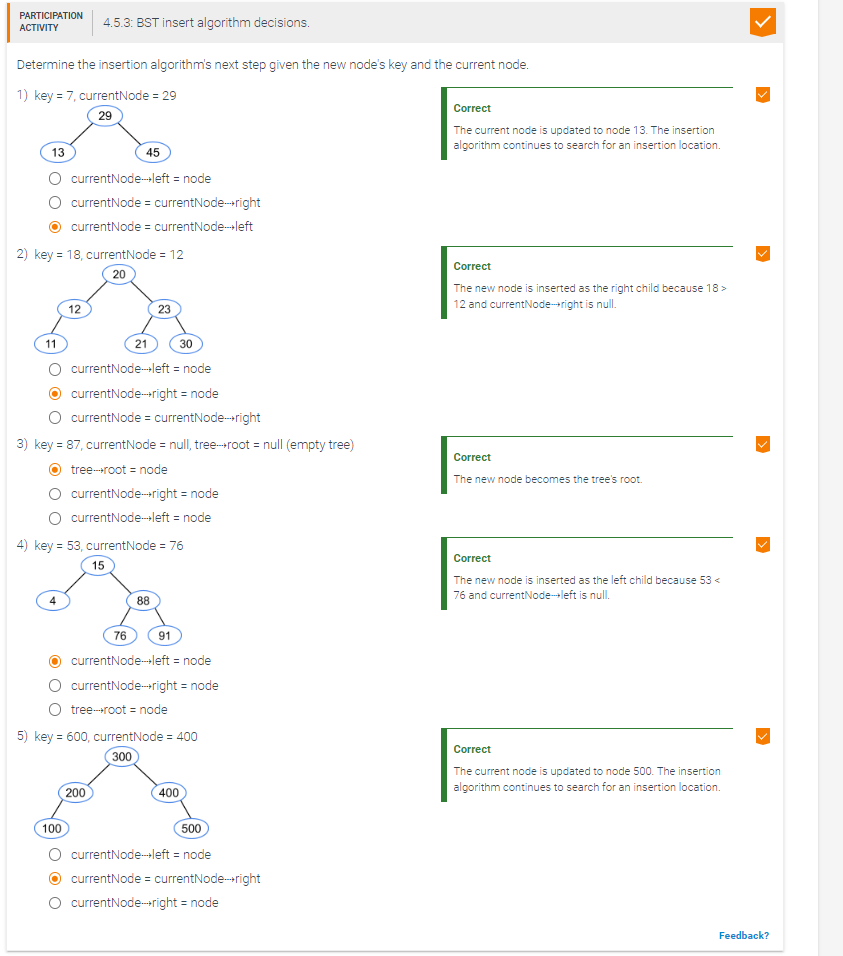 PARTICIPATION
ACTIVITY
4.5.3: BST insert algorithm decisions.
Determine the insertion algorithm's next step given the new node's key and the current node.
1) key = 7, currentNode = 29
29
13
45
currentNode→left = node
currentNode = currentNode→right
currentNode = currentNode→left
Correct
The current node is updated to node 13. The insertion
algorithm continues to search for an insertion location.
2) key = 18, currentNode = 12
20
12
23
11
21
30
currentNode→left = node
currentNode→right = node
currentNode = currentNode→right
Correct
The new node is inserted as the right child because 18 >
12 and currentNode→right is null.
3) key = 87, currentNode = null, tree→root = null (empty tree)
tree→root = node
currentNode→right = node
currentNode→left = node
Correct
The new node becomes the tree's root.
4) key = 53, currentNode = 76
15
4
88
76
91
currentNode→left = node
currentNode→right = node
tree→root = node
Correct
The new node is inserted as the left child because 53 <
76 and currentNode→left is null.
5) key = 600, currentNode = 400
300
200
400
100
500
currentNode→left = node
currentNode = currentNode→right
currentNode→right = node
Correct
The current node is updated to node 500. The insertion
algorithm continues to search for an insertion location.
Feedback?